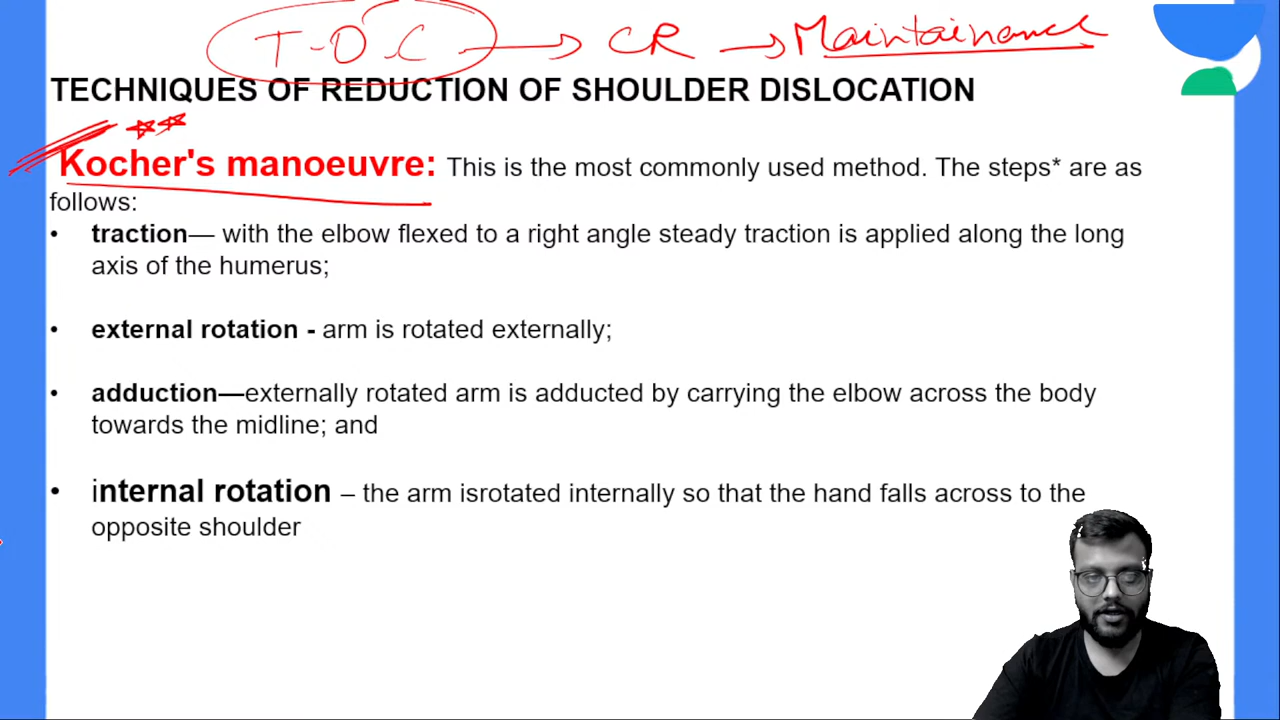 T-O-C → CR → Maintainance
TECHNIQUES OF REDUCTION OF SHOULDER DISLOCATION
Kocher's manoeuvre: This is the most commonly used method. The steps* are as
follows:
• traction— with the elbow flexed to a right angle steady traction is applied along the long
axis of the humerus;
• external rotation - arm is rotated externally;
• adduction—externally rotated arm is adducted by carrying the elbow across the body
towards the midline; and
• internal rotation – the arm isrotated internally so that the hand falls across to the
opposite shoulder